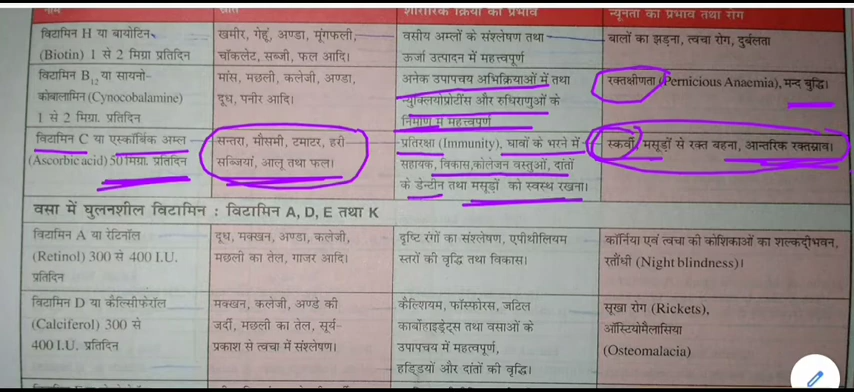 नाम
स्रोत
शारीरिक क्रिया का प्रभाव
न्यूनता का प्रभाव तथा रोग
विटामिन H या बायोटिन
(Biotin) 1 से 2 मिग्रा प्रतिदिन
खमीर, गेहूँ, अण्डा, मूंगफली,
चॉकलेट, सब्जी, फल आदि।
वसीय अम्लों के संश्लेषण तथा
ऊर्जा उत्पादन में महत्त्वपूर्ण
बालों का झड़ना, त्वचा रोग, दुर्बलता
विटामिन B12 या सायनो-
कोबालामिन (Cynocobalamine)
1 से 2 मिग्रा प्रतिदिन
मांस, मछली, कलेजी, अण्डा,
दूध, पनीर आदि।
अनेक उपापचय अभिक्रियाओं में तथा
न्यूक्लियोप्रोटीन्स और रुधिराणुओं के
निर्माण में महत्त्वपूर्ण
रक्तक्षीणता (Pernicious Anaemia), मन्द बुद्धि।
विटामिन C या एस्कॉर्बिक अम्ल
(Ascorbic acid) 50 मिग्रा. प्रतिदिन
सन्तरा, मौसमी, टमाटर, हरी
सब्जियाँ, आलू तथा फल।
प्रतिरक्षा (Immunity), घावों के भरने में
सहायक, विकास,कोलेजन वस्तुओं, दांतों
के डेन्टीन तथा मसूड़ों को स्वस्थ रखना।
स्कर्वी, मसूड़ों से रक्त बहना, आन्तरिक रक्तस्राव।
वसा में घुलनशील विटामिन : विटामिन A, D, E तथा K
विटामिन A या रेटिनॉल
(Retinol) 300 से 400 I.U.
प्रतिदिन
दूध, मक्खन, अण्डा, कलेजी,
मछली का तेल, गाजर आदि।
दृष्टि रंगों का संश्लेषण, एपीथीलियम
स्तरों की वृद्धि तथा विकास।
कॉर्निया एवं त्वचा की कोशिकाओं का शल्कदीभवन,
रतौंधी (Night blindness)।
विटामिन D या कैल्सिफेरॉल
(Calciferol) 300 से
400 I.U. प्रतिदिन
मक्खन, कलेजी, अण्डे की
जर्दी, मछली का तेल, सूर्य-
प्रकाश से त्वचा में संश्लेषण।
कैल्शियम, फॉस्फोरस, जटिल
कार्बोहाइड्रेट्स तथा वसाओं के
उपापचय में महत्वपूर्ण,
हड्डियों और दांतों की वृद्धि।
सूखा रोग (Rickets),
ऑस्टियोमैलासिया
(Osteomalacia)